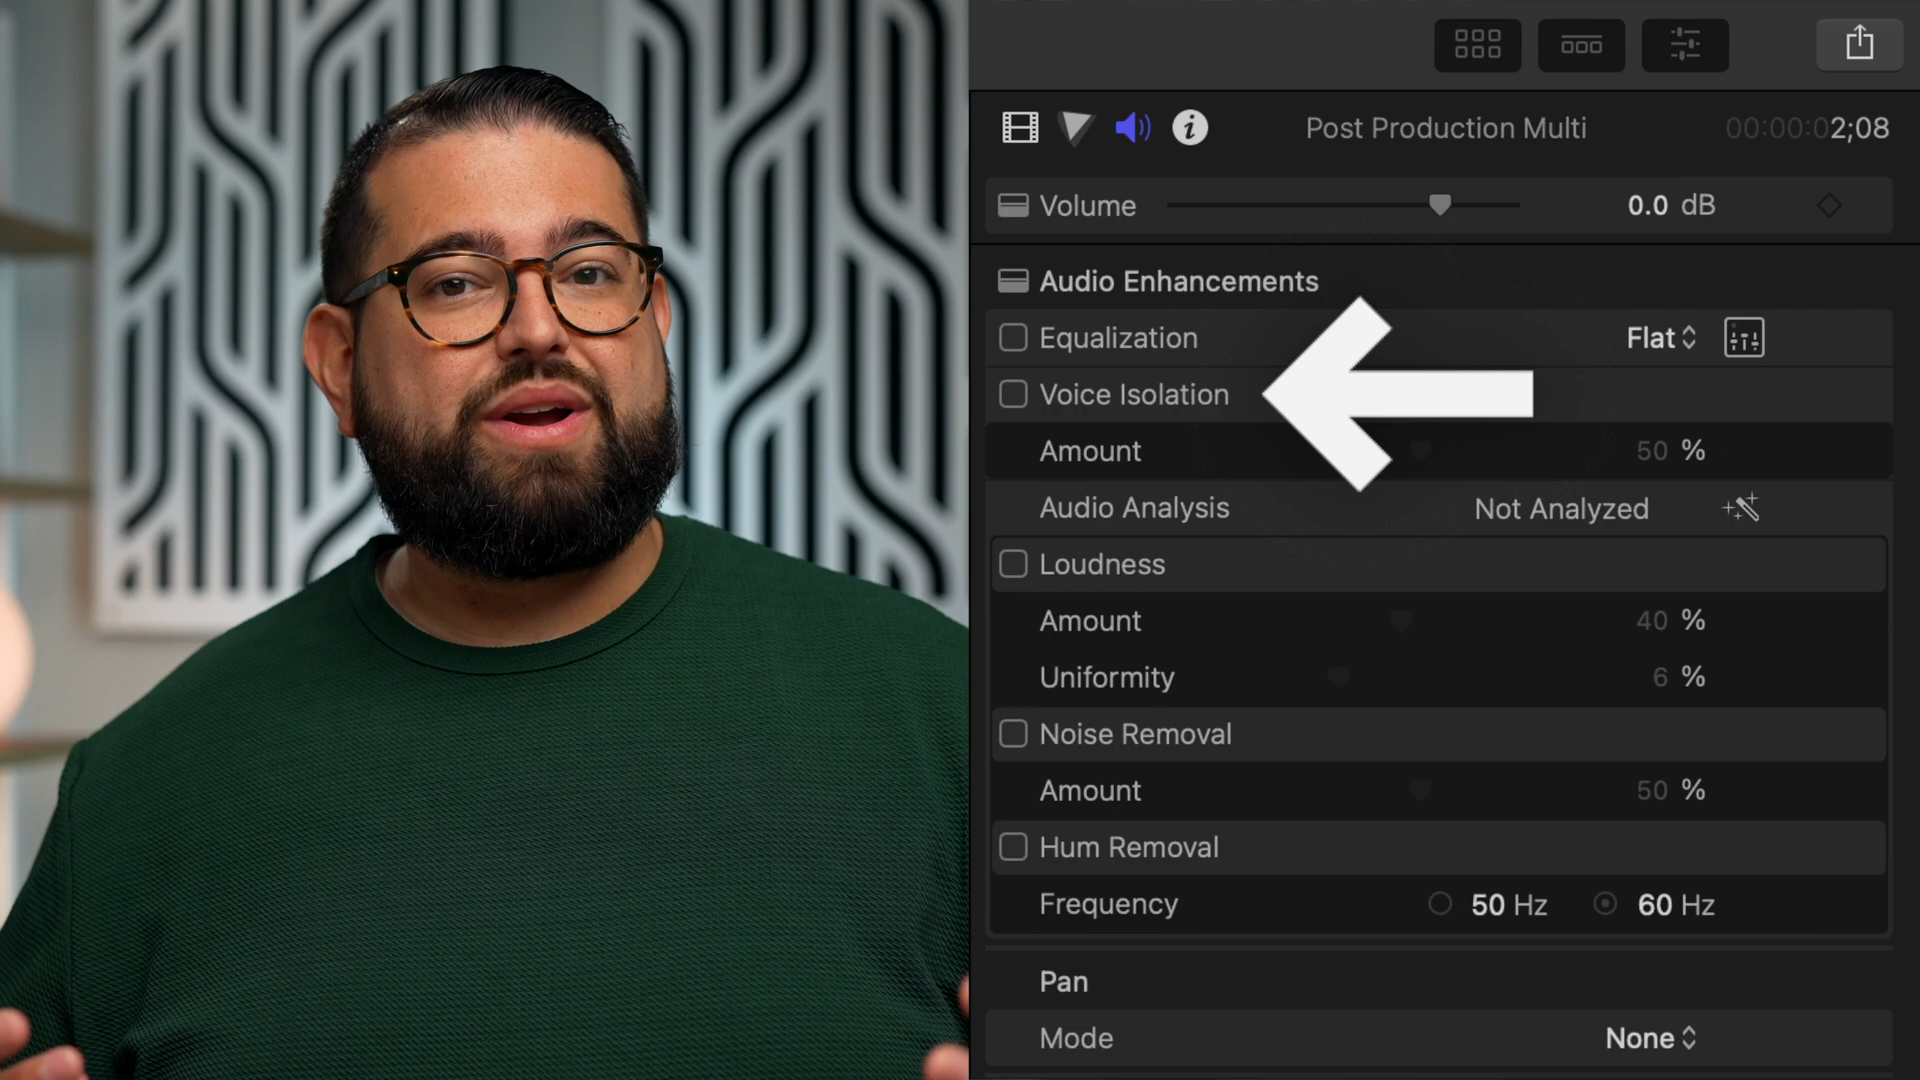 Post Production Multi 00:00:02;08
Volume 0.0 dB
Audio Enhancements
Equalization Flat
Voice Isolation
Amount 50 %
Audio Analysis Not Analyzed
Loudness
Amount 40 %
Uniformity 6 %
Noise Removal
Amount 50 %
Hum Removal
Frequency 50 Hz 60 Hz
Pan
Mode None